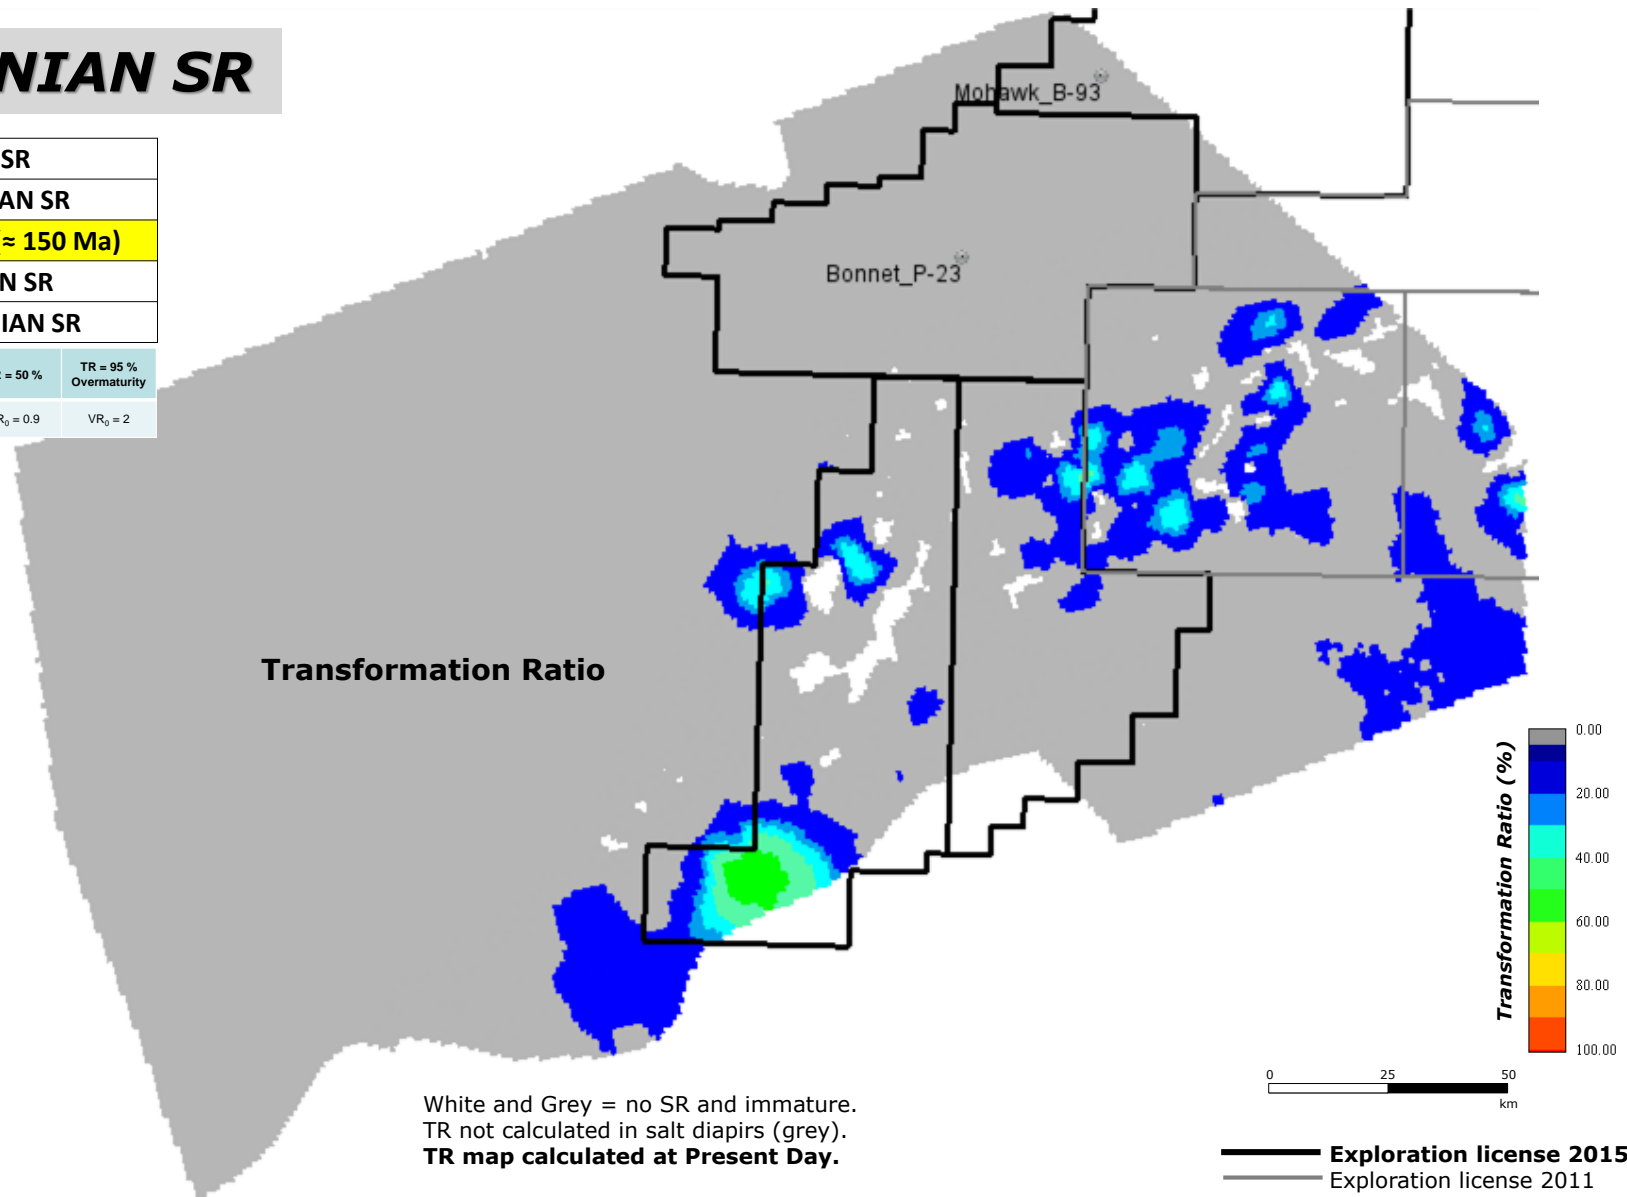 NIAN SR
SR
AN SR
(≈ 150 Ma)
N SR
IAN SR
= 50 %
TR = 95 %
Overmaturity
R₀ = 0.9
VR₀ = 2
Mohawk_B-93
Bonnet_P-23
Transformation Ratio
Transformation Ratio (%)
0.00
20.00
40.00
60.00
80.00
100.00
0 25 50
km
White and Grey = no SR and immature.
TR not calculated in salt diapirs (grey).
TR map calculated at Present Day.
Exploration license 2015
Exploration license 2011